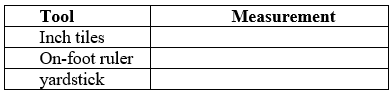 Tool Measurement
Inch tiles
On-foot ruler
yardstick